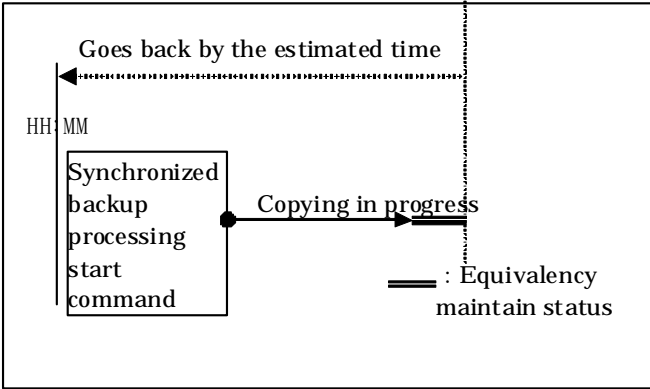 Goes back by the estimated time
HH:MM
Synchronized
backup
processing
start
command
Copying in progress
: Equivalency
maintain status